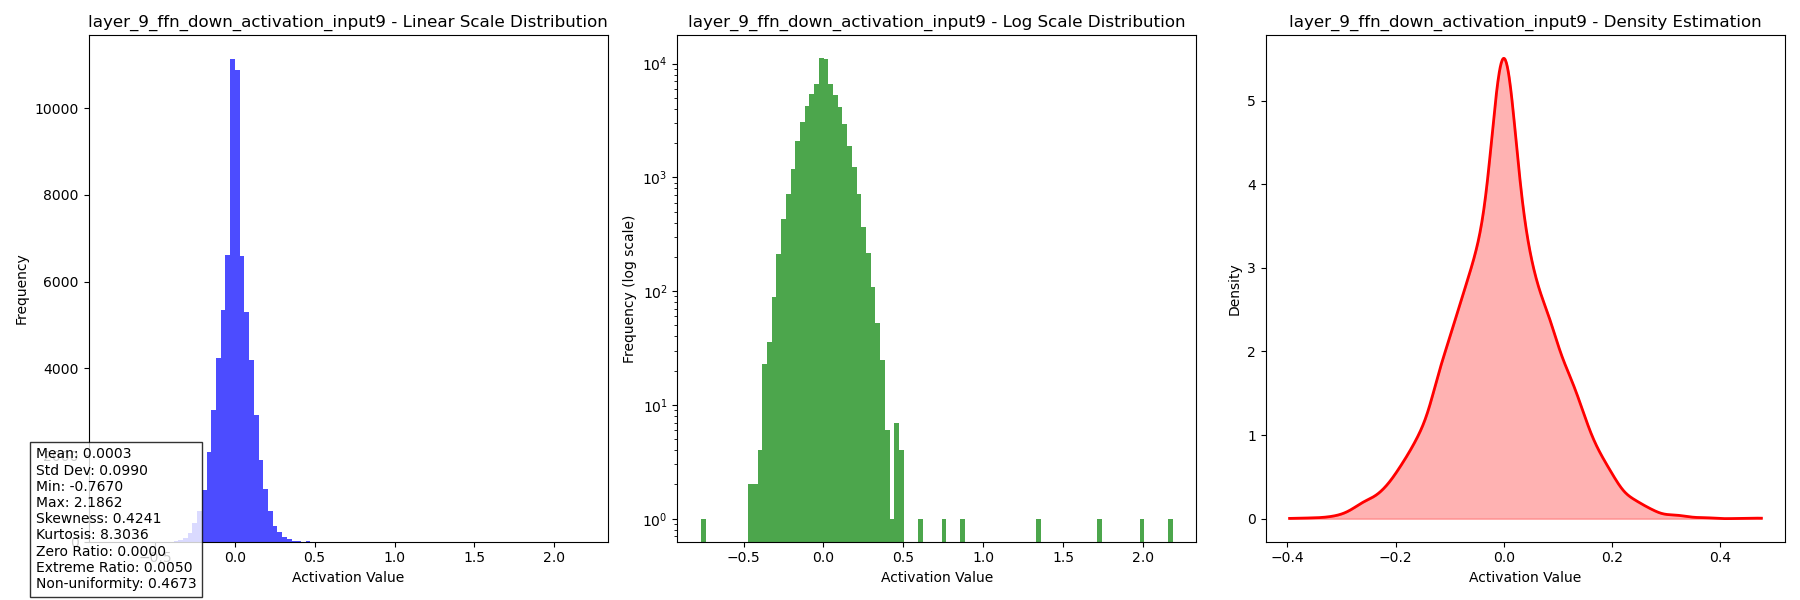 layer_9_ffn_down_activation_input9 - Linear Scale Distribution
10000
8000
6000
4000
Frequency
0.0
0.5
1.0
1.5
2.0
Activation Value
Mean: 0.0003
Std Dev: 0.0990
Min: -0.7670
Max: 2.1862
Skewness: 0.4241
Kurtosis: 8.3036
Zero Ratio: 0.0000
Extreme Ratio: 0.0050
Non-uniformity: 0.4673
layer_9_ffn_down_activation_input9 - Log Scale Distribution
10⁴
10³
10²
10¹
10⁰
Frequency (log scale)
−0.5
0.0
0.5
1.0
1.5
2.0
Activation Value
layer_9_ffn_down_activation_input9 - Density Estimation
5
4
3
2
1
0
Density
−0.4
−0.2
0.0
0.2
0.4
Activation Value